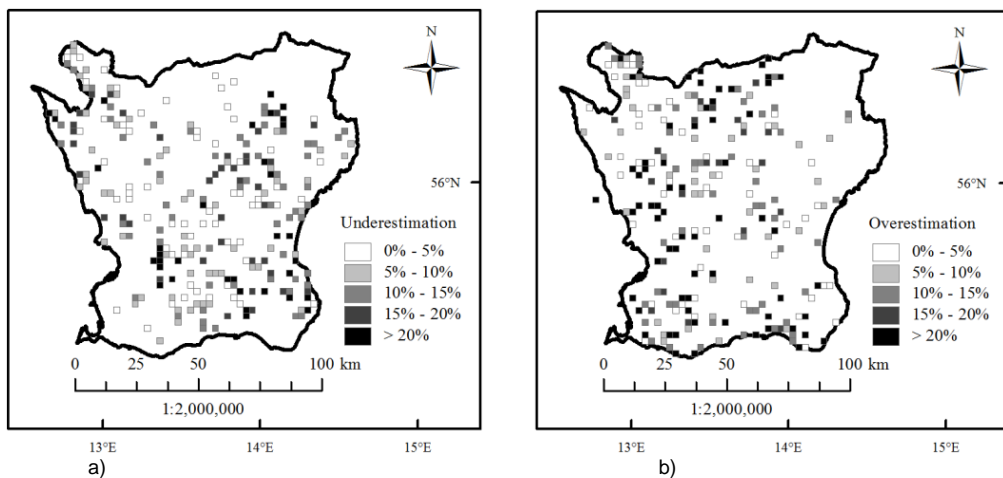 N
56°N
Underestimation
0% - 5%
5% - 10%
10% - 15%
15% - 20%
> 20%
0 25 50 100 km
1:2,000,000
13°E 14°E 15°E
a)
N
56°N
Overestimation
0% - 5%
5% - 10%
10% - 15%
15% - 20%
> 20%
0 25 50 100 km
1:2,000,000
13°E 14°E 15°E
b)